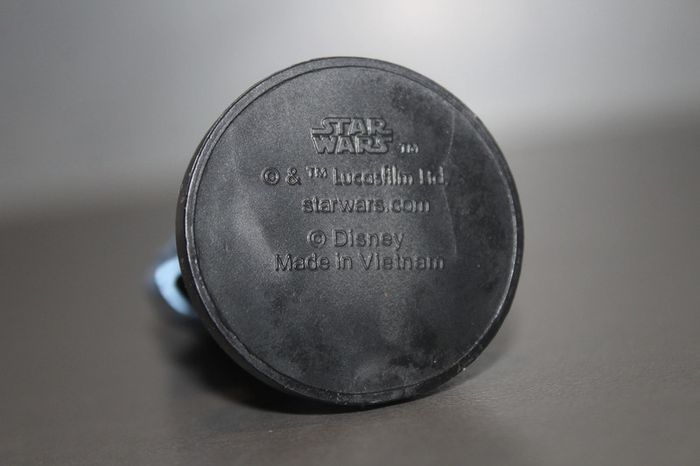 STAR
WARS ™
© & ™ Lucasfilm Ltd.
starwars.com
© Disney
Made in Vietnam